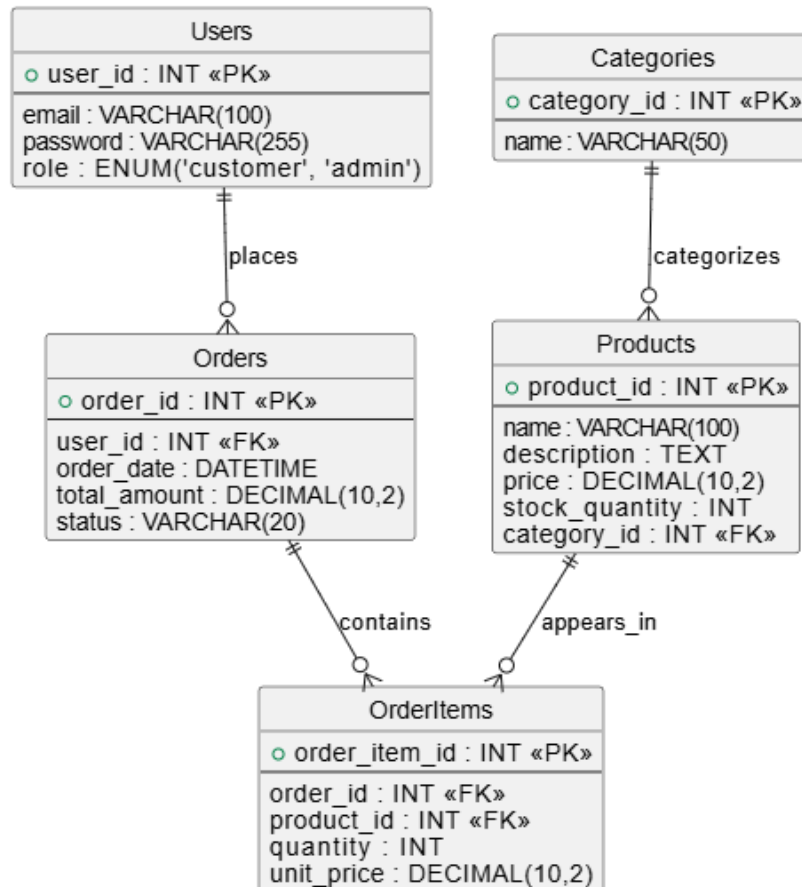 Users
user_id : INT «PK»
email : VARCHAR(100)
password : VARCHAR(255)
role : ENUM('customer', 'admin')
Categories
category_id : INT «PK»
name : VARCHAR(50)
places
categorizes
Orders
order_id : INT «PK»
user_id : INT «FK»
order_date : DATETIME
total_amount : DECIMAL(10,2)
status : VARCHAR(20)
Products
product_id : INT «PK»
name : VARCHAR(100)
description : TEXT
price : DECIMAL(10,2)
stock_quantity : INT
category_id : INT «FK»
contains
appears_in
OrderItems
order_item_id : INT «PK»
order_id : INT «FK»
product_id : INT «FK»
quantity : INT
unit_price : DECIMAL(10,2)